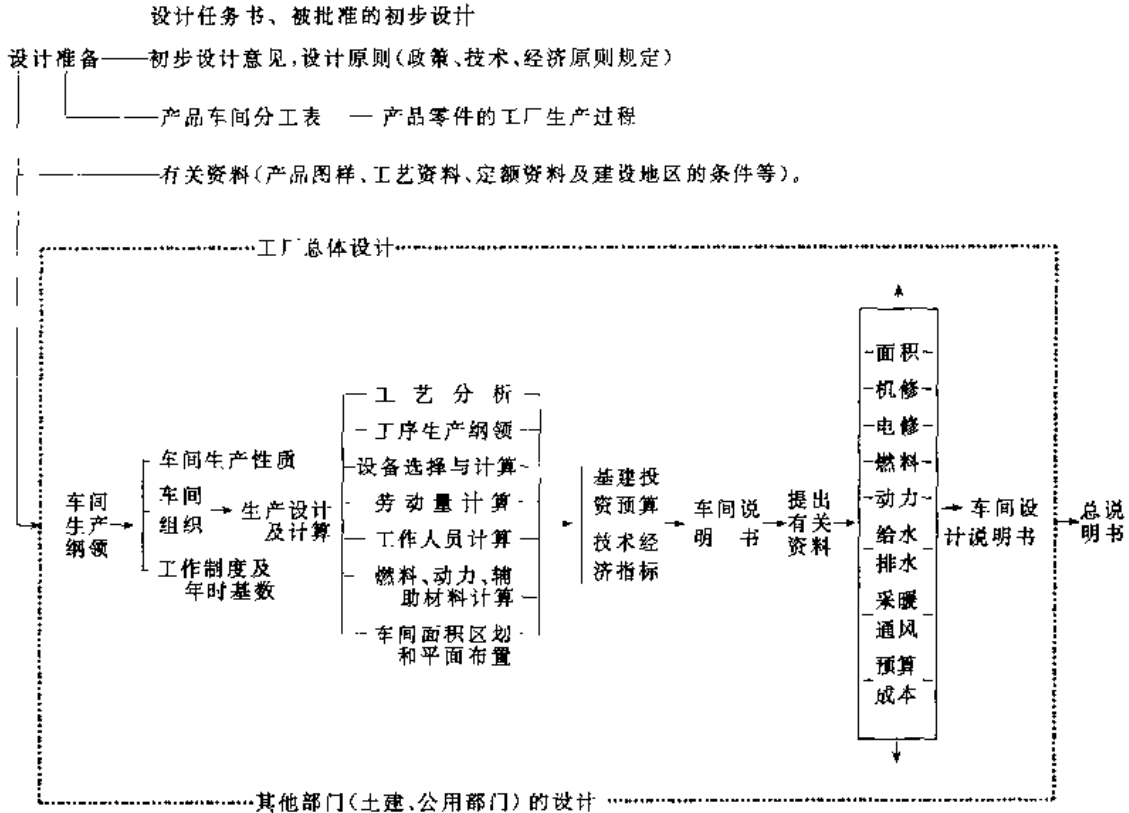 设计任务书、被批准的初步设计
设计准备——初步设计意见,设计原则(政策、技术、经济原则规定)
产品车间分工表 — 产品零件的工厂生产过程
有关资料(产品图样、工艺资料、定额资料及建设地区的条件等)。
工厂总体设计
车间
生产
纲领
车间生产性质
车间
组织
工作制度及
年时基数
生产设计
及计算
工艺分析
工序生产纲领
设备选择与计算
劳动量计算
工作人员计算
燃料、动力、辅
助材料计算
车间面积区划
和平面布置
基建投
资预算
技术经
济指标
车间说
明书
提出
有关
资料
面积
机修
电修
燃料
动力
给水
排水
采暖
通风
预算
成本
车间设
计说明书
总说
明书
其他部门(土建、公用部门)的设计